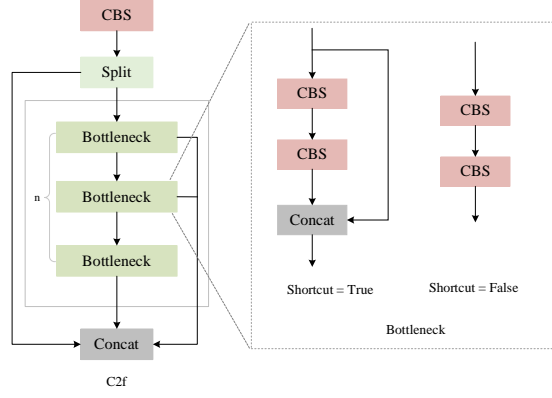 CBS
Split
Bottleneck
n
Bottleneck
Bottleneck
Concat
C2f
CBS
CBS
Concat
Shortcut = True
CBS
CBS
Shortcut = False
Bottleneck